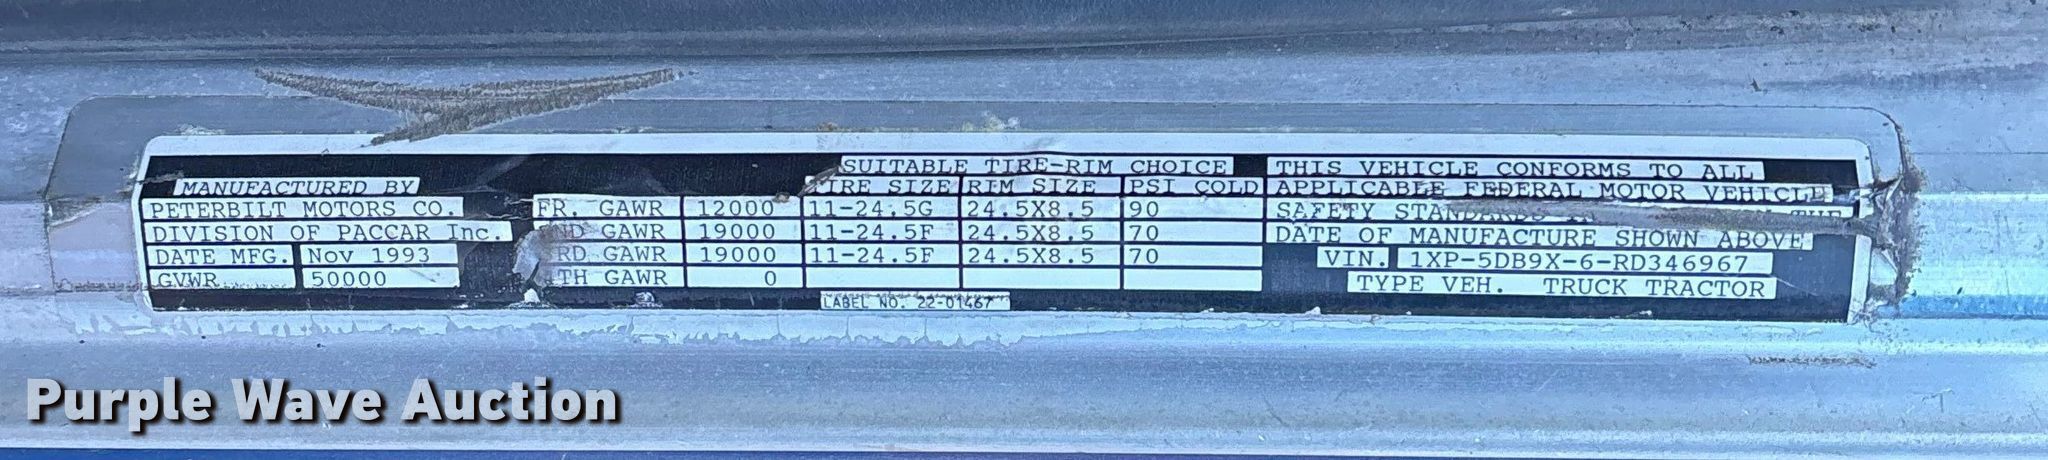 MANUFACTURED BY
PETERBILT MOTORS CO.
DIVISION OF PACCAR Inc.
DATE MFG. Nov 1993
GVWR 50000
SUITABLE TIRE-RIM CHOICE
TIRE SIZE RIM SIZE PSI COLD
FR. GAWR 12000 11-24.5G 24.5X8.5 90
ND GAWR 19000 11-24.5F 24.5X8.5 70
RD GAWR 19000 11-24.5F 24.5X8.5 70
TH GAWR 0
LABEL NO. 22-01467
THIS VEHICLE CONFORMS TO ALL
APPLICABLE FEDERAL MOTOR VEHICLE
SAFETY STANDARDS THE
DATE OF MANUFACTURE SHOWN ABOVE
VIN. 1XP-5DB9X-6-RD346967
TYPE VEH. TRUCK TRACTOR
Purple Wave Auction